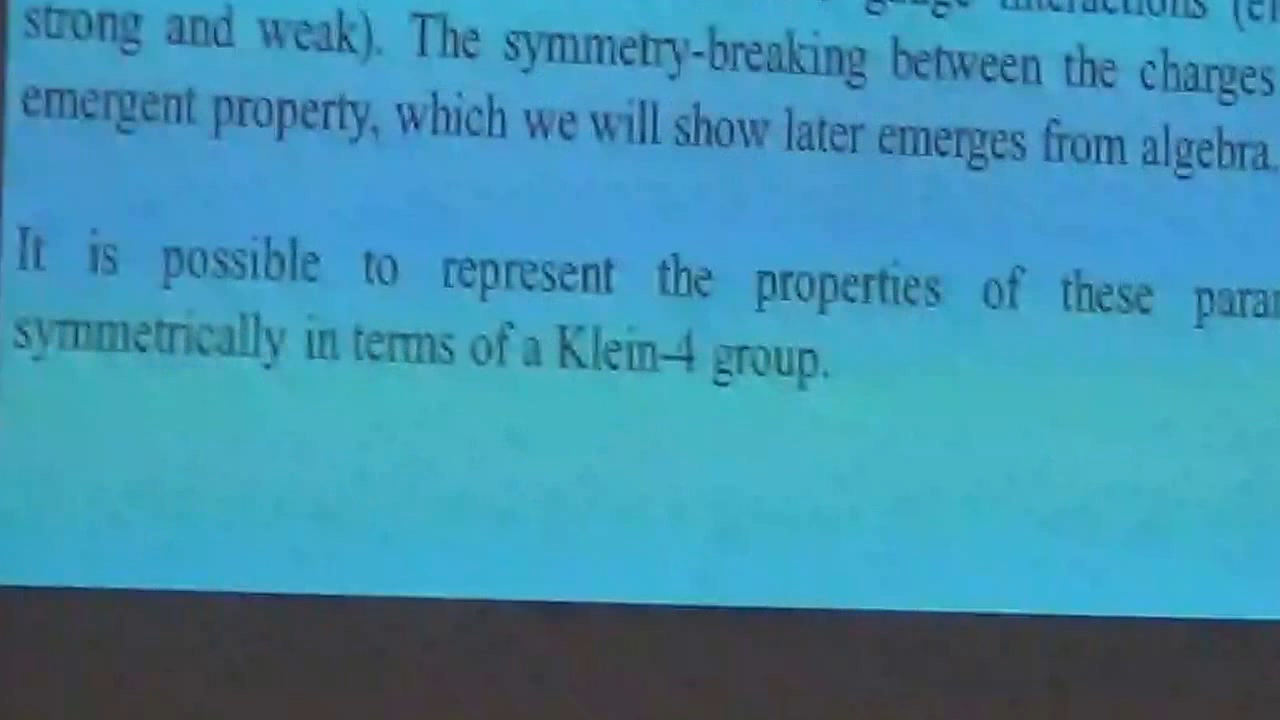 interactions (
strong and weak). The symmetry-breaking between the charges
emergent property, which we will show later emerges from algebra.
It is possible to represent the properties of these
symmetrically in terms of a Klein-4 group.